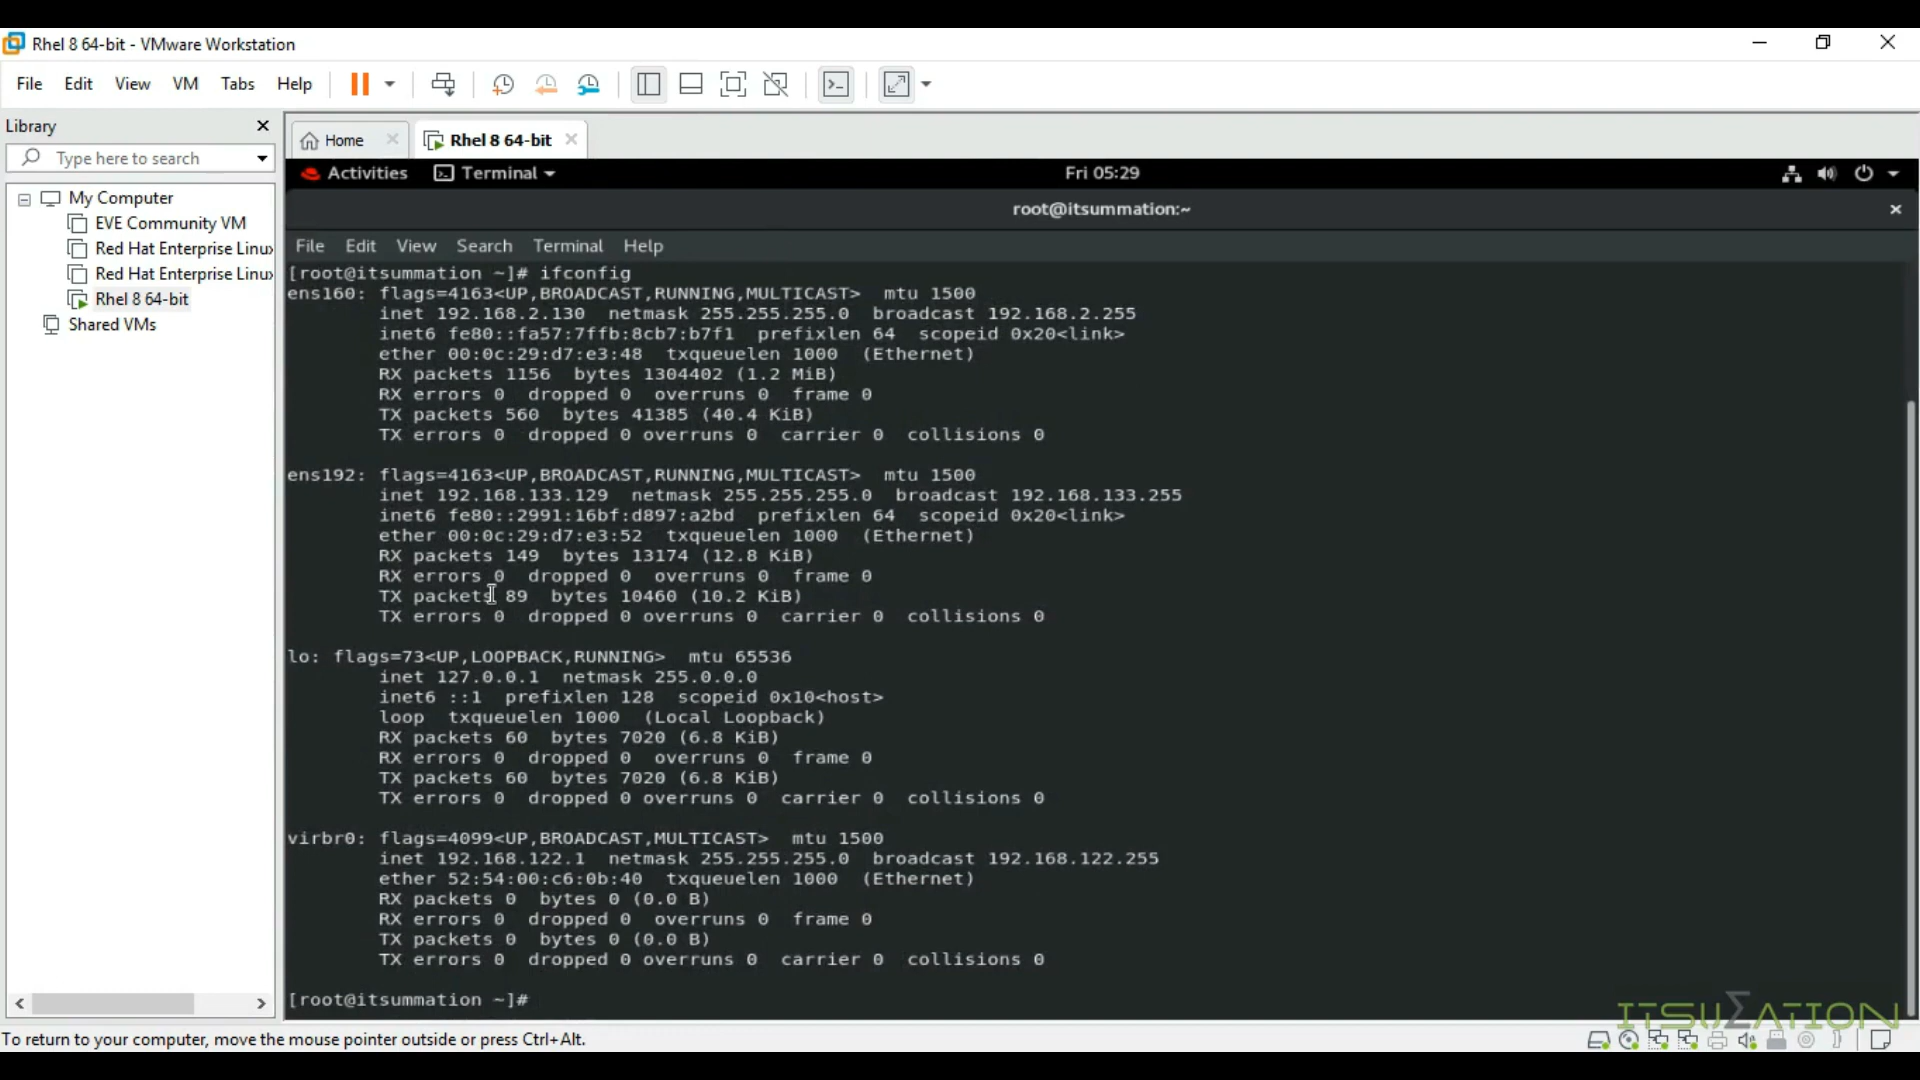 Rhel 8 64-bit - VMware Workstation
File Edit View VM Tabs Help
Library
Type here to search
My Computer
EVE Community VM
Red Hat Enterprise Linux
Red Hat Enterprise Linux
Rhel 8 64-bit
Shared VMs
Home Rhel 8 64-bit
Activities Terminal Fri 05:29
root@itsummation:~
File Edit View Search Terminal Help
[root@itsummation ~]# ifconfig
ens160: flags=4163<UP,BROADCAST,RUNNING,MULTICAST> mtu 1500
inet 192.168.2.130 netmask 255.255.255.0 broadcast 192.168.2.255
inet6 fe80::fa57:7ffb:8cb7:b7f1 prefixlen 64 scopeid 0x20<link>
ether 00:0c:29:d7:e3:48 txqueuelen 1000 (Ethernet)
RX packets 1156 bytes 1304402 (1.2 MiB)
RX errors 0 dropped 0 overruns 0 frame 0
TX packets 560 bytes 41385 (40.4 KiB)
TX errors 0 dropped 0 overruns 0 carrier 0 collisions 0
ens192: flags=4163<UP,BROADCAST,RUNNING,MULTICAST> mtu 1500
inet 192.168.133.129 netmask 255.255.255.0 broadcast 192.168.133.255
inet6 fe80::2991:16bf:d897:a2bd prefixlen 64 scopeid 0x20<link>
ether 00:0c:29:d7:e3:52 txqueuelen 1000 (Ethernet)
RX packets 149 bytes 13174 (12.8 KiB)
RX errors 0 dropped 0 overruns 0 frame 0
TX packets 89 bytes 10460 (10.2 KiB)
TX errors 0 dropped 0 overruns 0 carrier 0 collisions 0
lo: flags=73<UP,LOOPBACK,RUNNING> mtu 65536
inet 127.0.0.1 netmask 255.0.0.0
inet6 ::1 prefixlen 128 scopeid 0x10<host>
loop txqueuelen 1000 (Local Loopback)
RX packets 60 bytes 7020 (6.8 KiB)
RX errors 0 dropped 0 overruns 0 frame 0
TX packets 60 bytes 7020 (6.8 KiB)
TX errors 0 dropped 0 overruns 0 carrier 0 collisions 0
virbr0: flags=4099<UP,BROADCAST,MULTICAST> mtu 1500
inet 192.168.122.1 netmask 255.255.255.0 broadcast 192.168.122.255
ether 52:54:00:c6:0b:40 txqueuelen 1000 (Ethernet)
RX packets 0 bytes 0 (0.0 B)
RX errors 0 dropped 0 overruns 0 frame 0
TX packets 0 bytes 0 (0.0 B)
TX errors 0 dropped 0 overruns 0 carrier 0 collisions 0
[root@itsummation ~]#
ITSUΣATION
To return to your computer, move the mouse pointer outside or press Ctrl+Alt.